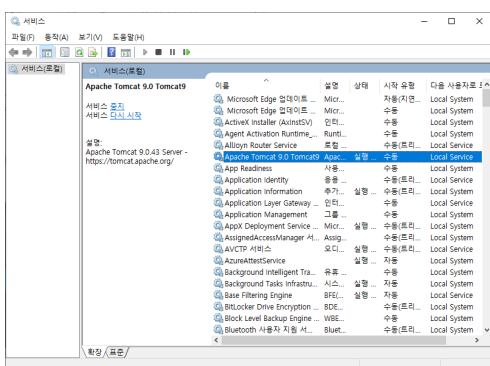 서비스
파일(F) 동작(A) 보기(V) 도움말(H)
서비스(로컬)
서비스(로컬)
Apache Tomcat 9.0 Tomcat9
서비스 중지
서비스 다시 시작
설명:
Apache Tomcat 9.0.43 Server -
https://tomcat.apache.org/
이름 설명 상태 시작 유형 다음 사용자로
Microsoft Edge 업데이트 ... Micr... 자동(지연...) Local System
Microsoft Edge 업데이트 ... Micr... 수동 Local System
ActiveX Installer (AxInstSV) 인터... 수동 Local System
Agent Activation Runtime_... Runti... 수동 Local System
AllJoyn Router Service 로컬 ... 수동(트리... Local Service
Apache Tomcat 9.0 Tomcat9 Apac... 실행 ... 수동 Local Service
App Readiness 사용... 수동 Local System
Application Identity 응용 ... 수동(트리... Local Service
Application Information 추가... 실행 ... 수동(트리... Local System
Application Layer Gateway ... 인터... 수동 Local Service
Application Management 그룹 ... 수동 Local System
AppX Deployment Service ... Micr... 실행 ... 수동(트리... Local System
AssignedAccessManager 서... Assig... 수동(트리... Local System
AVCTP 서비스 오디... 실행 ... 수동(트리... Local Service
AzureAttestService 실행 ... 자동 Local System
Background Intelligent Tra... 유휴 ... 수동 Local System
Background Tasks Infrastru... 시스... 실행 ... 자동 Local System
Base Filtering Engine BFE(... 실행 ... 자동 Local Service
BitLocker Drive Encryption ... BDE... 수동(트리... Local System
Block Level Backup Engine ... WBE... 수동 Local System
Bluetooth 사용자 지원 서... Bluet... 수동(트리... Local System
확장 표준